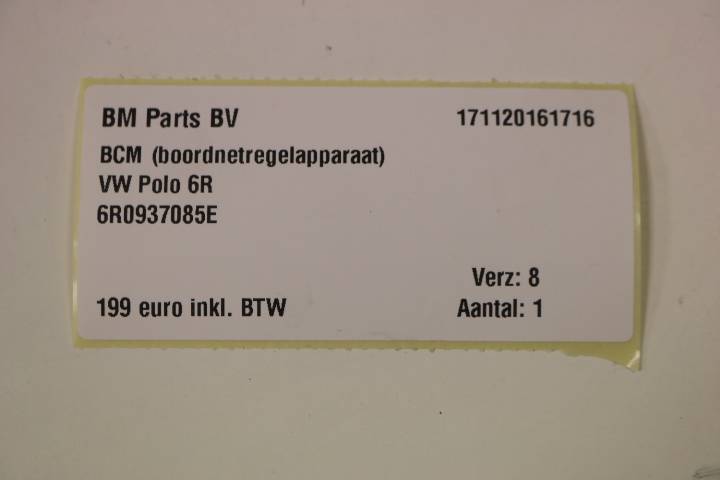 BM Parts BV 171120161716
BCM (boordnetregelapparaat)
VW Polo 6R
6R0937085E
Verz: 8
199 euro inkl. BTW Aantal: 1